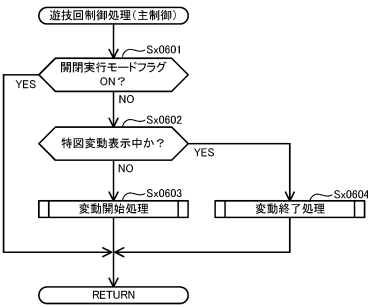 遊技回制御処理(主制御)
Sx0601
開閉実行モードフラグ
ON?
YES
NO
Sx0602
特図変動表示中か?
YES
NO
Sx0603
変動開始処理
Sx0604
変動終了処理
RETURN